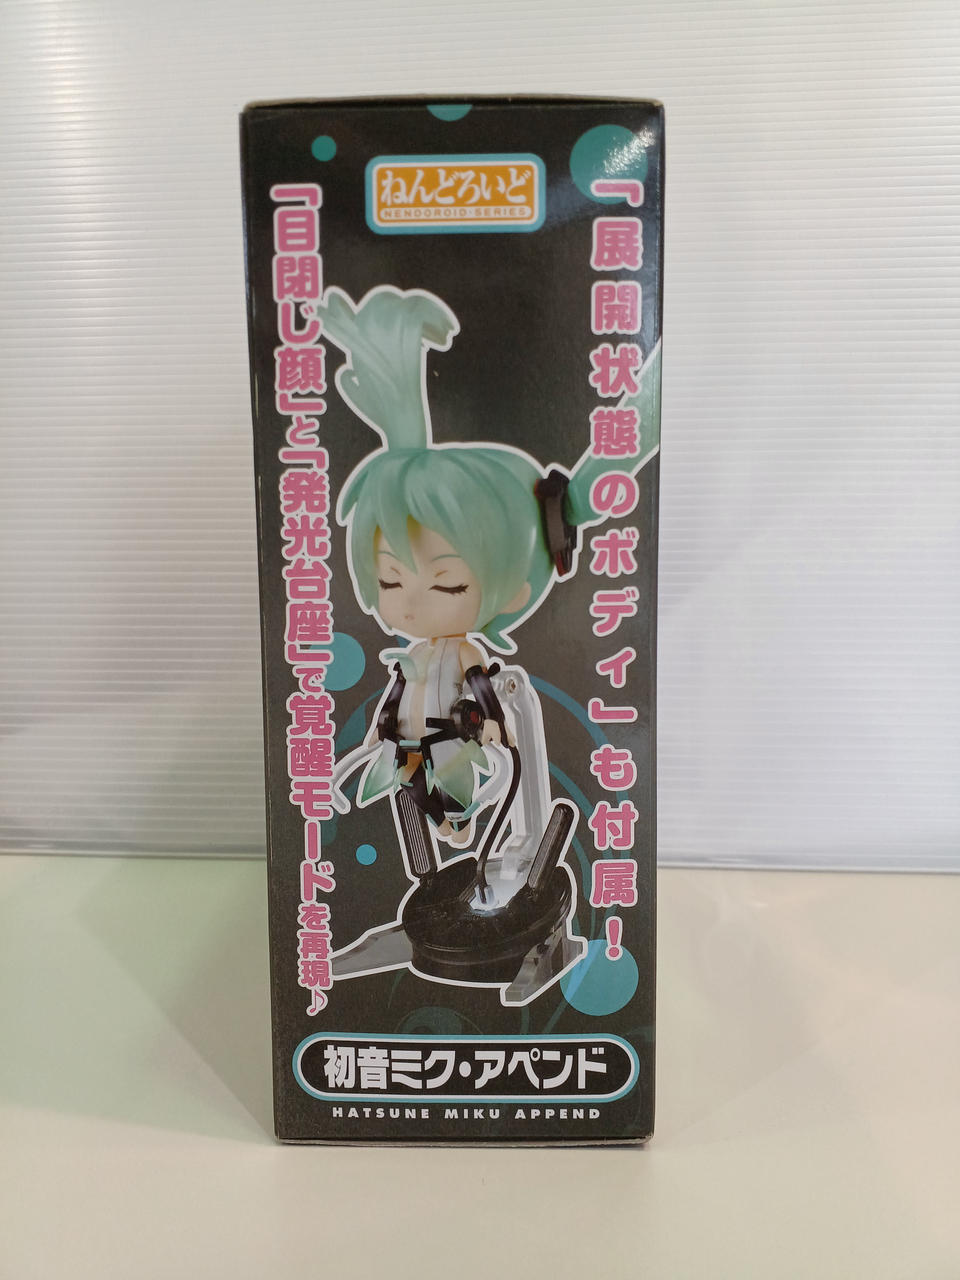 ねんどろいど
NENDOROID・SERIES
「展開状態のボディ」も付属！
「目閉じ顔」と「発光台座」で覚醒モードを再現♪
初音ミク・アペンド
HATSUNE MIKU APPEND